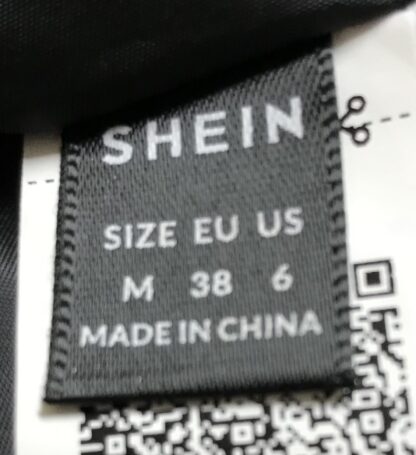 SHEIN
SIZE EU US
M 38 6
MADE IN CHINA